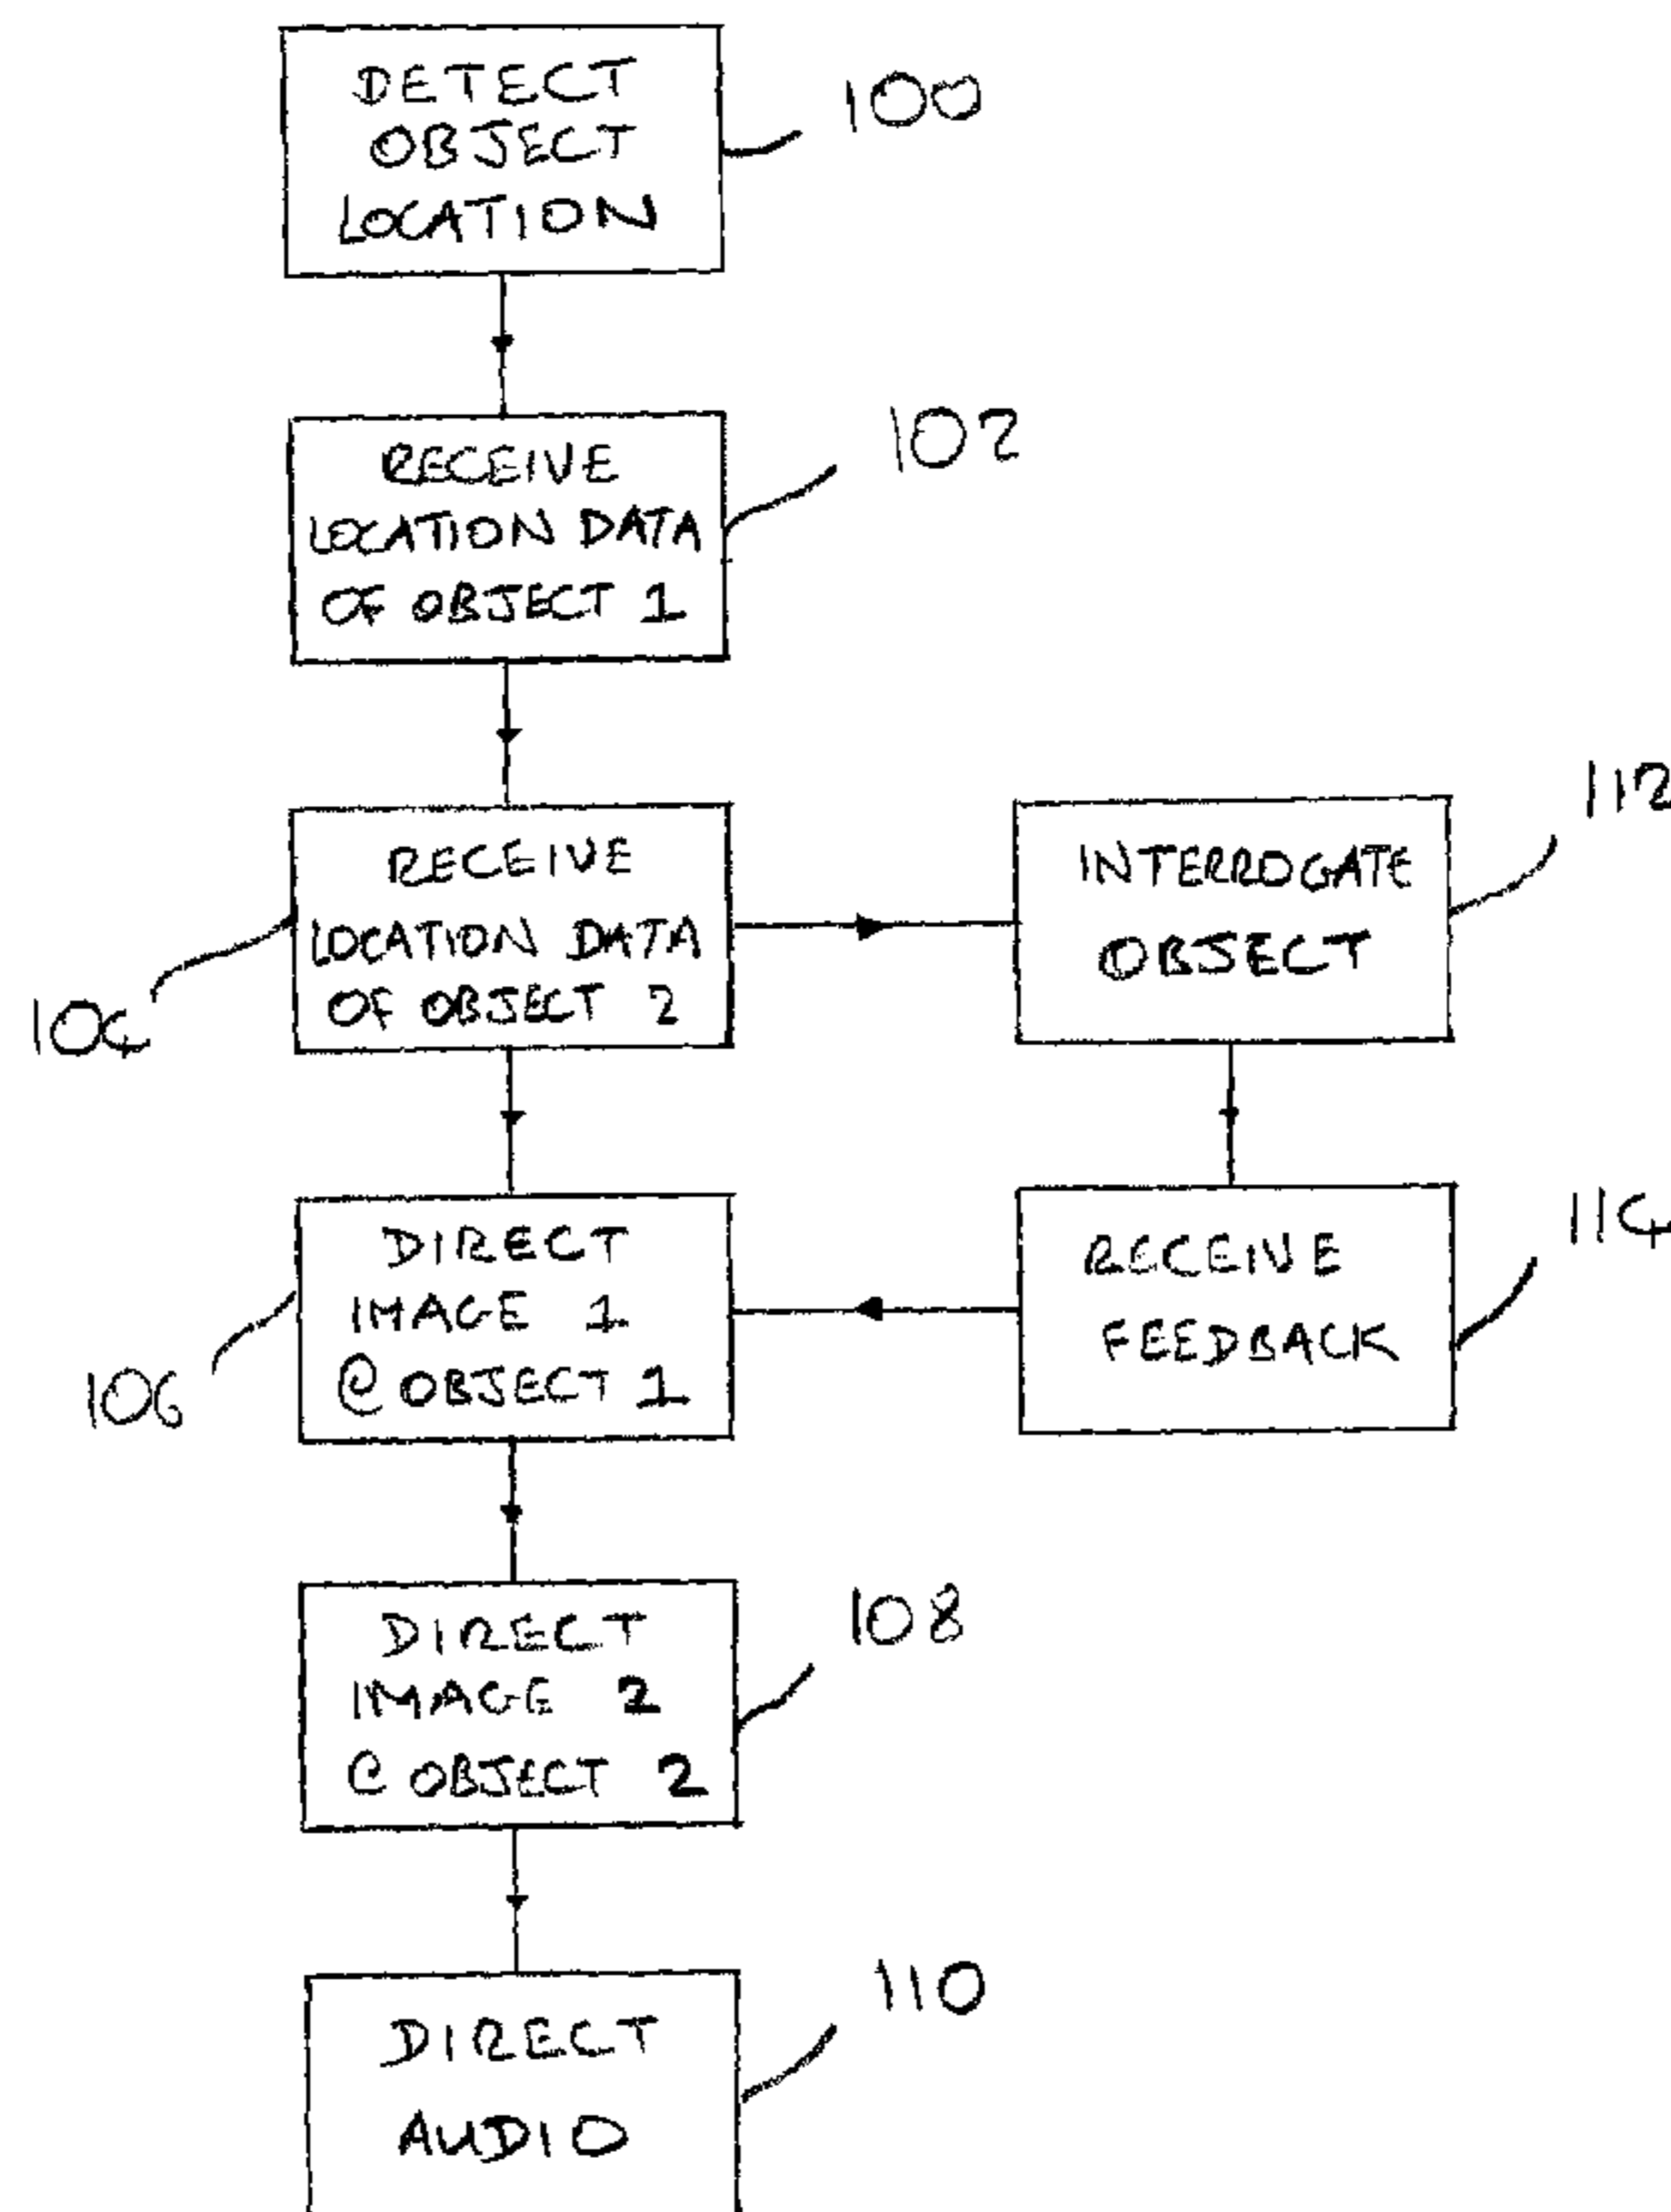 DETECT
OBJECT
LOCATION
100
RECEIVE
LOCATION DATA
OF OBJECT 1
102
RECEIVE
LOCATION DATA
OF OBJECT 2
104
INTERROGATE
OBJECT
112
DIRECT
IMAGE 1
@ OBJECT 1
106
RECEIVE
FEEDBACK
114
DIRECT
IMAGE 2
@ OBJECT 2
108
DIRECT
AUDIO
110